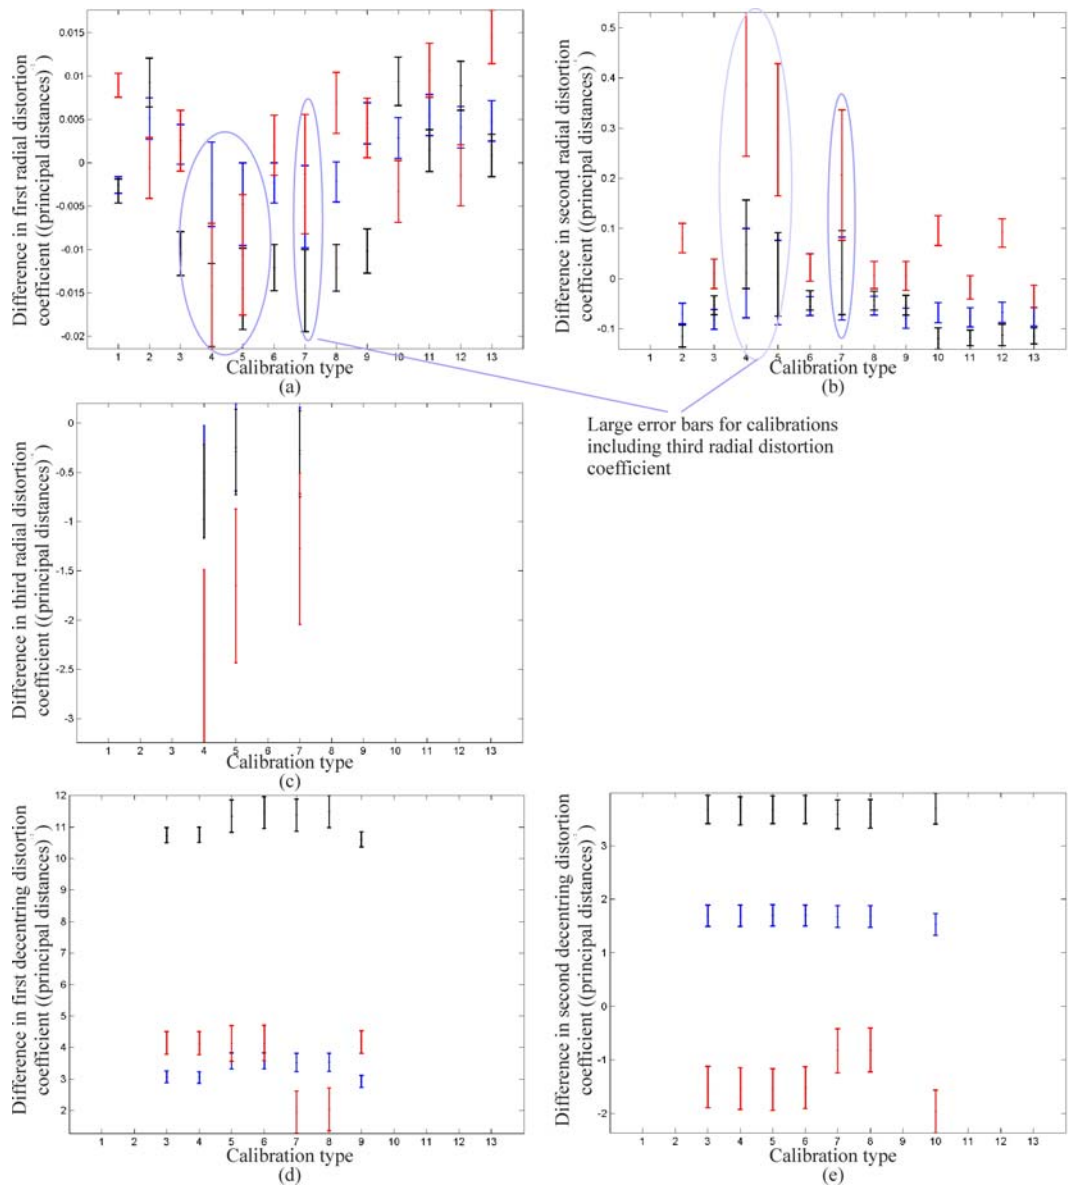 0.015
0.01
0.005
0
-0.005
-0.01
-0.015
-0.02
Difference in first radial distortion
coefficient ((principal distances) )
1 2 3 4 5 6 7 8 9 10 11 12 13
Calibration type
(a)
0.5
0.4
0.3
0.2
0.1
0
-0.1
Difference in second radial distortion
coefficient ((principal distances) )
1 2 3 4 5 6 7 8 9 10 11 12 13
Calibration type
(b)
Large error bars for calibrations
including third radial distortion
coefficient
0
-0.5
-1
-1.5
-2
-2.5
-3
Difference in third radial distortion
coefficient ((principal distances) )
1 2 3 4 5 6 7 8 9 10 11 12 13
Calibration type
(c)
12
11
10
9
8
7
6
5
4
3
2
Difference in first decentring distortion
coefficient ((principal distances) )
1 2 3 4 5 6 7 8 9 10 11 12 13
Calibration type
(d)
3
2
1
0
-1
-2
Difference in second decentring distortion
coefficient ((principal distances) )
1 2 3 4 5 6 7 8 9 10 11 12 13
Calibration type
(e)